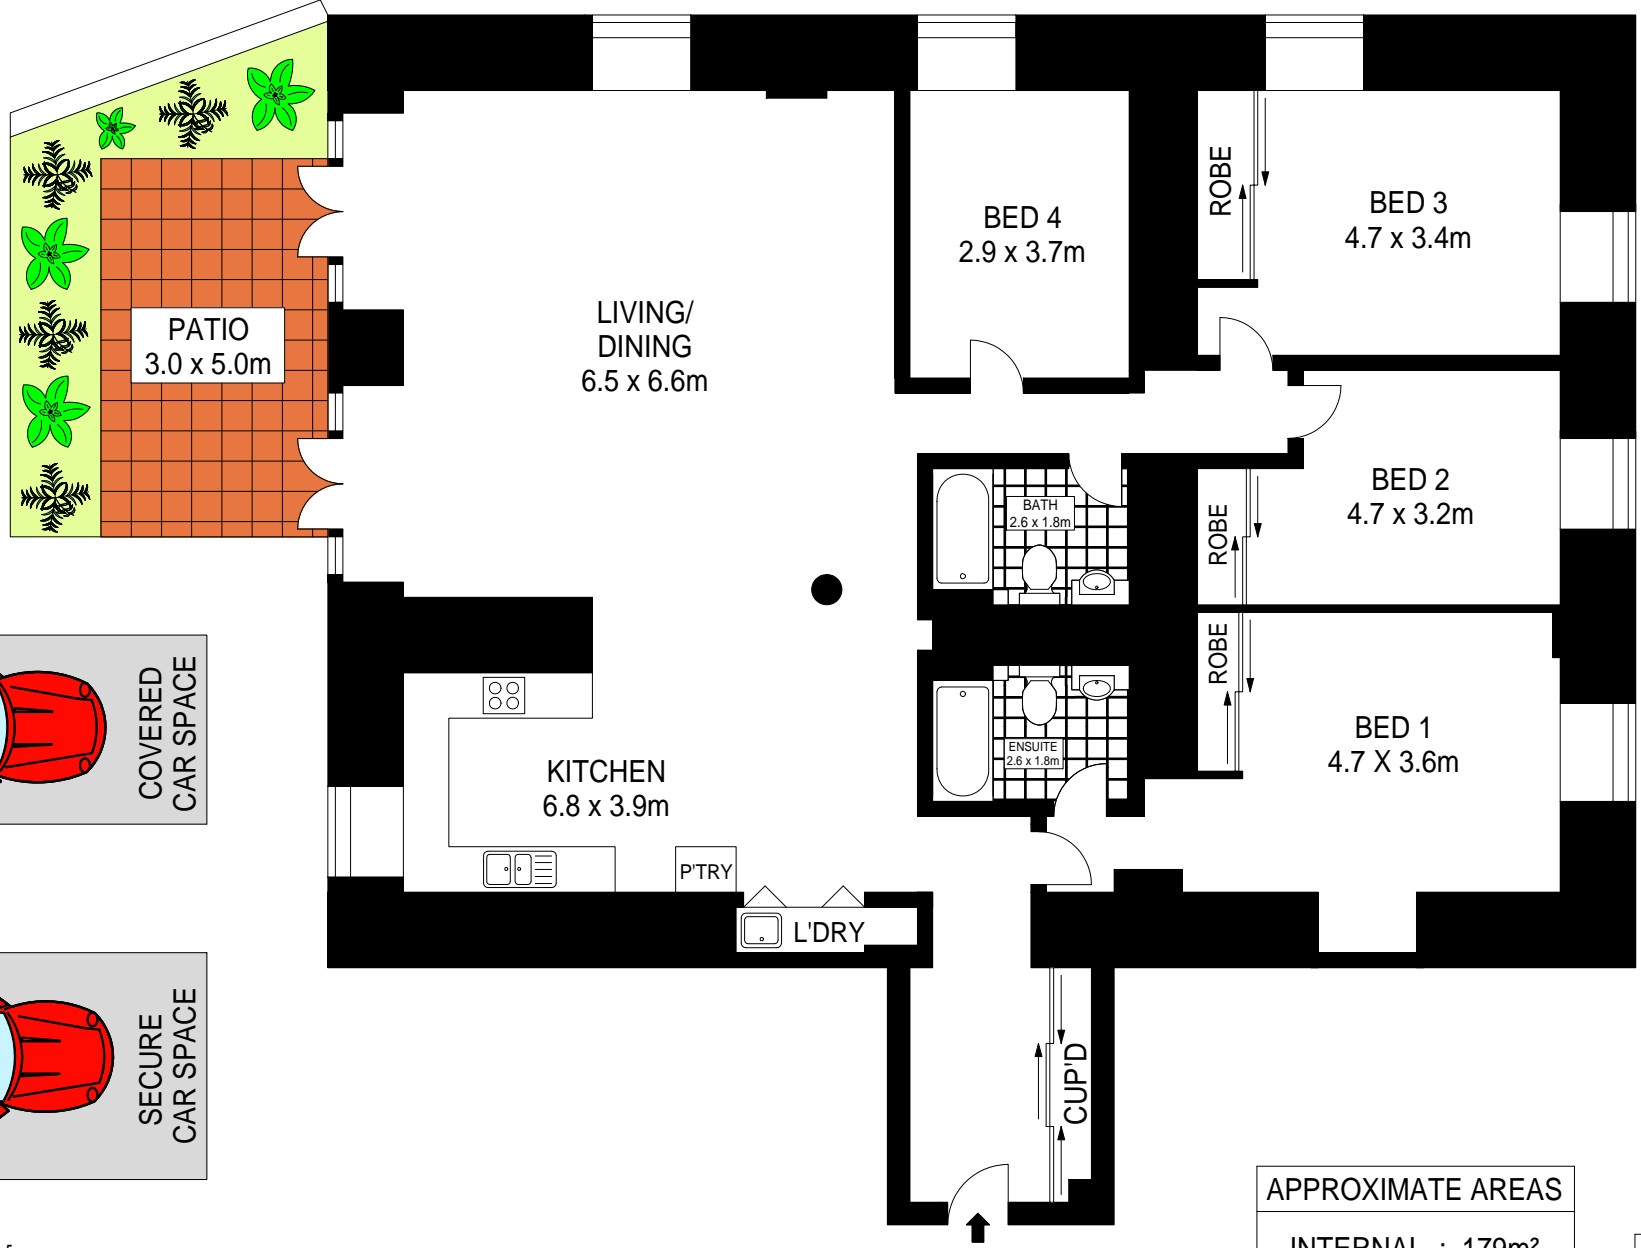 BED 3
4.7 x 3.4m
ROBE
BED 4
2.9 x 3.7m
LIVING/
DINING
6.5 x 6.6m
PATIO
3.0 x 5.0m
BED 2
4.7 x 3.2m
ROBE
BATH
2.6 x 1.8m
ROBE
COVERED
CAR SPACE
BED 1
4.7 X 3.6m
ENSUITE
2.6 x 1.8m
KITCHEN
6.8 x 3.9m
P'TRY
L'DRY
SECURE
CAR SPACE
CUP'D
APPROXIMATE AREAS
INTERNAL : 179m²